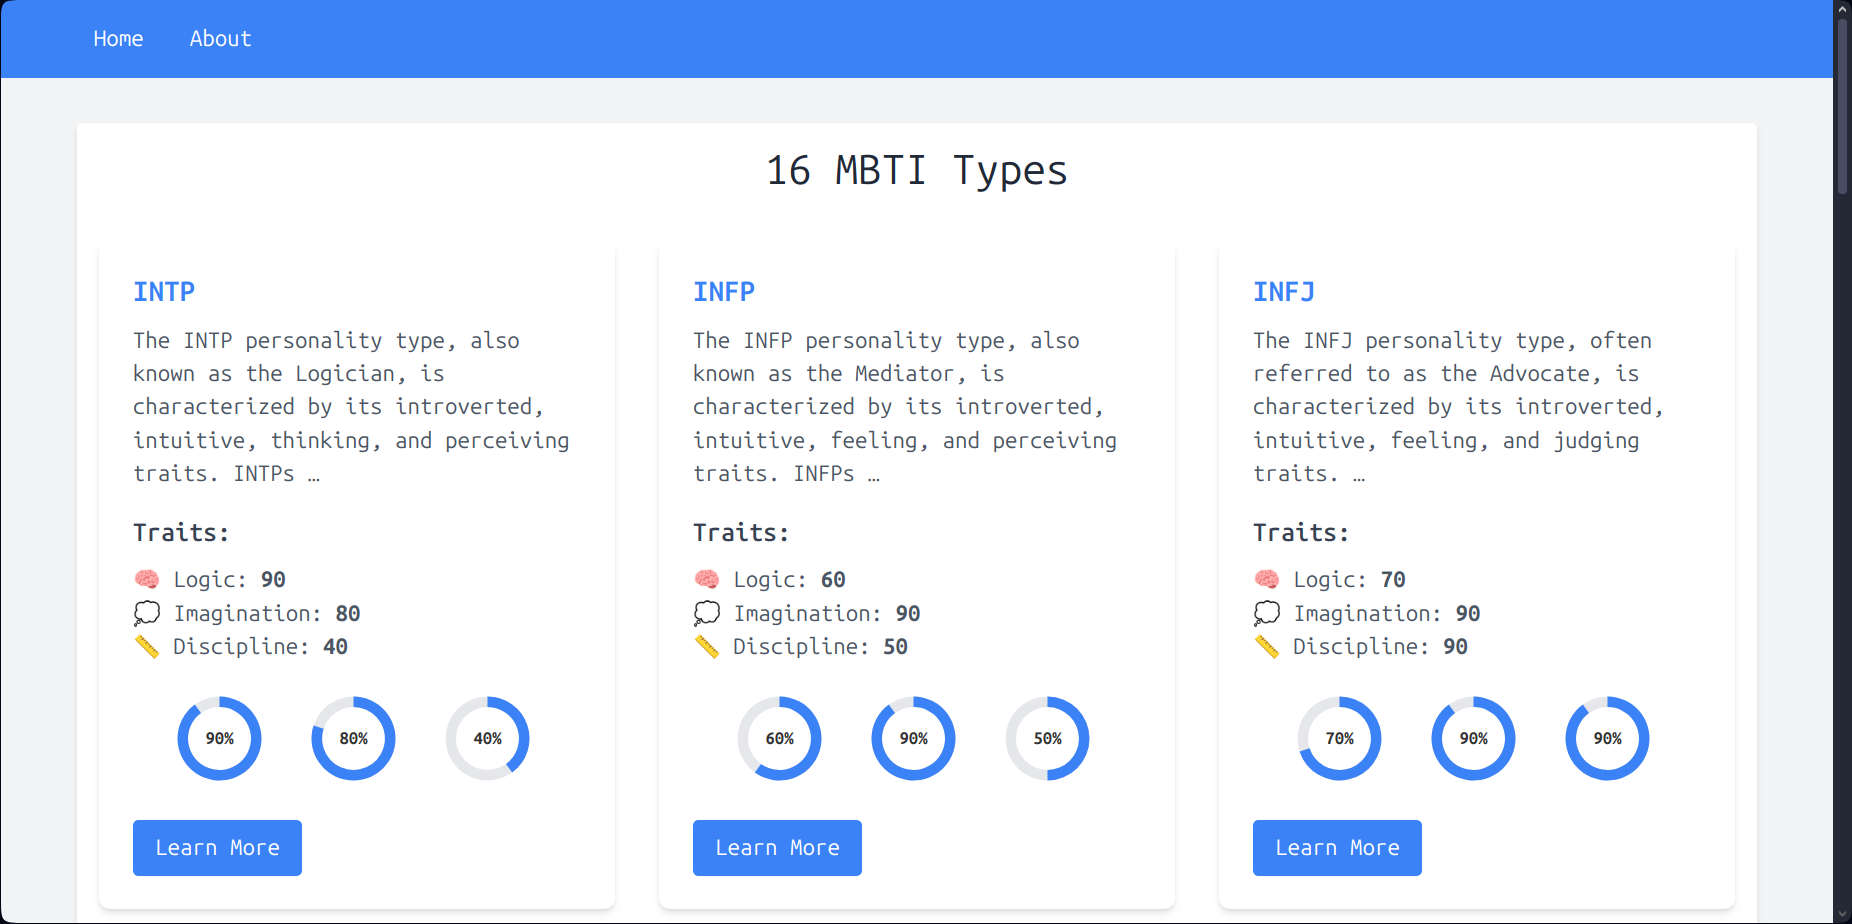 Home About
16 MBTI Types
INTP
The INTP personality type, also
known as the Logician, is
characterized by its introverted,
intuitive, thinking, and perceiving
traits. INTPs …
Traits:
🧠 Logic: 90
💭 Imagination: 80
📏 Discipline: 40
90% 80% 40%
Learn More
INFP
The INFP personality type, also
known as the Mediator, is
characterized by its introverted,
intuitive, feeling, and perceiving
traits. INFPs …
Traits:
🧠 Logic: 60
💭 Imagination: 90
📏 Discipline: 50
60% 90% 50%
Learn More
INFJ
The INFJ personality type, often
referred to as the Advocate, is
characterized by its introverted,
intuitive, feeling, and judging
traits. …
Traits:
🧠 Logic: 70
💭 Imagination: 90
📏 Discipline: 90
70% 90% 90%
Learn More